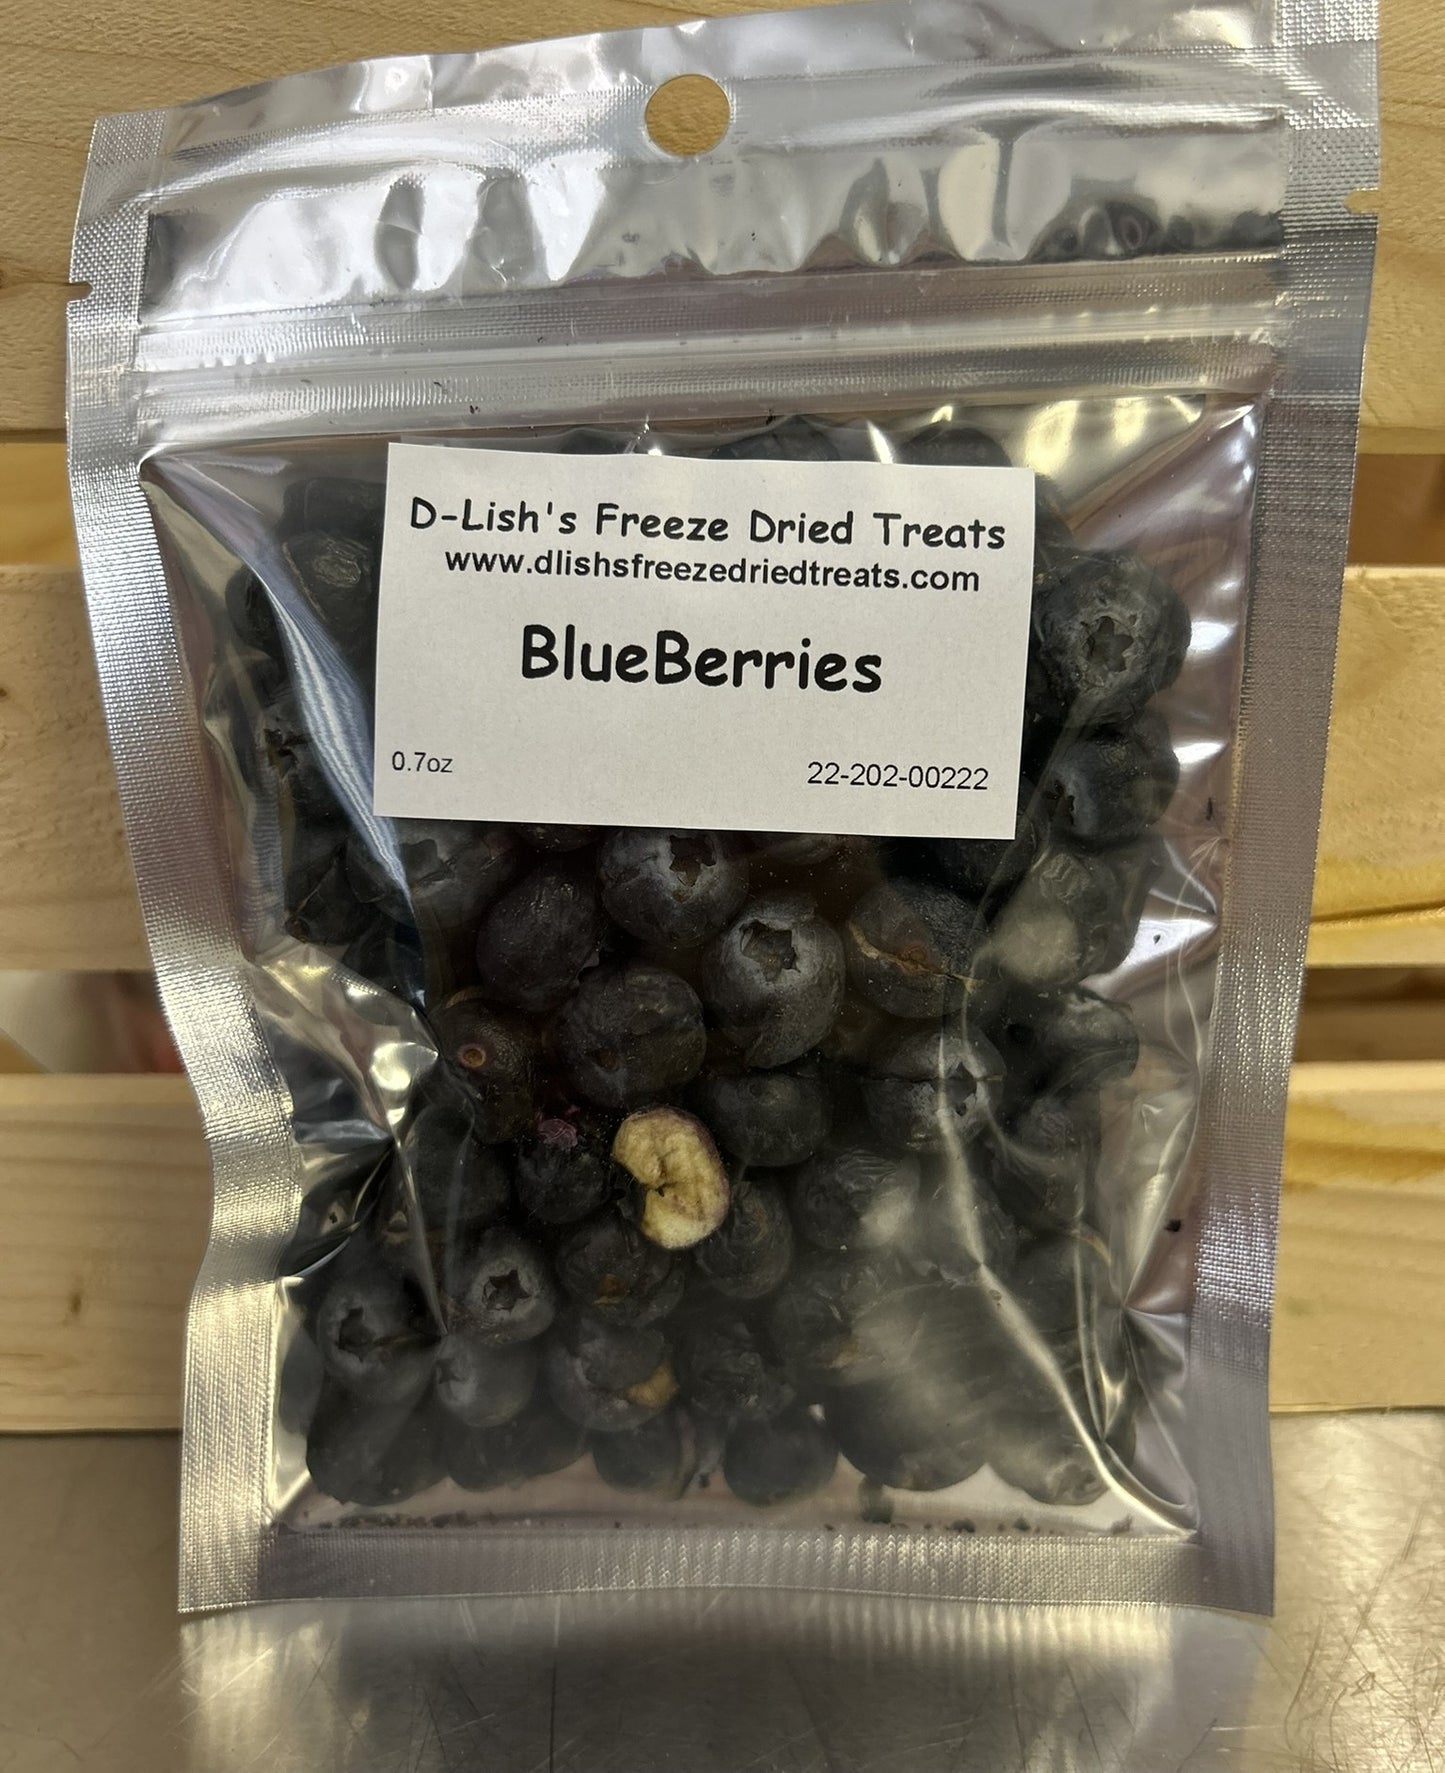 D-Lish's Freeze Dried Treats
www.dlishsfreezedriedtreats.com
BlueBerries
0.7oz 22-202-00222